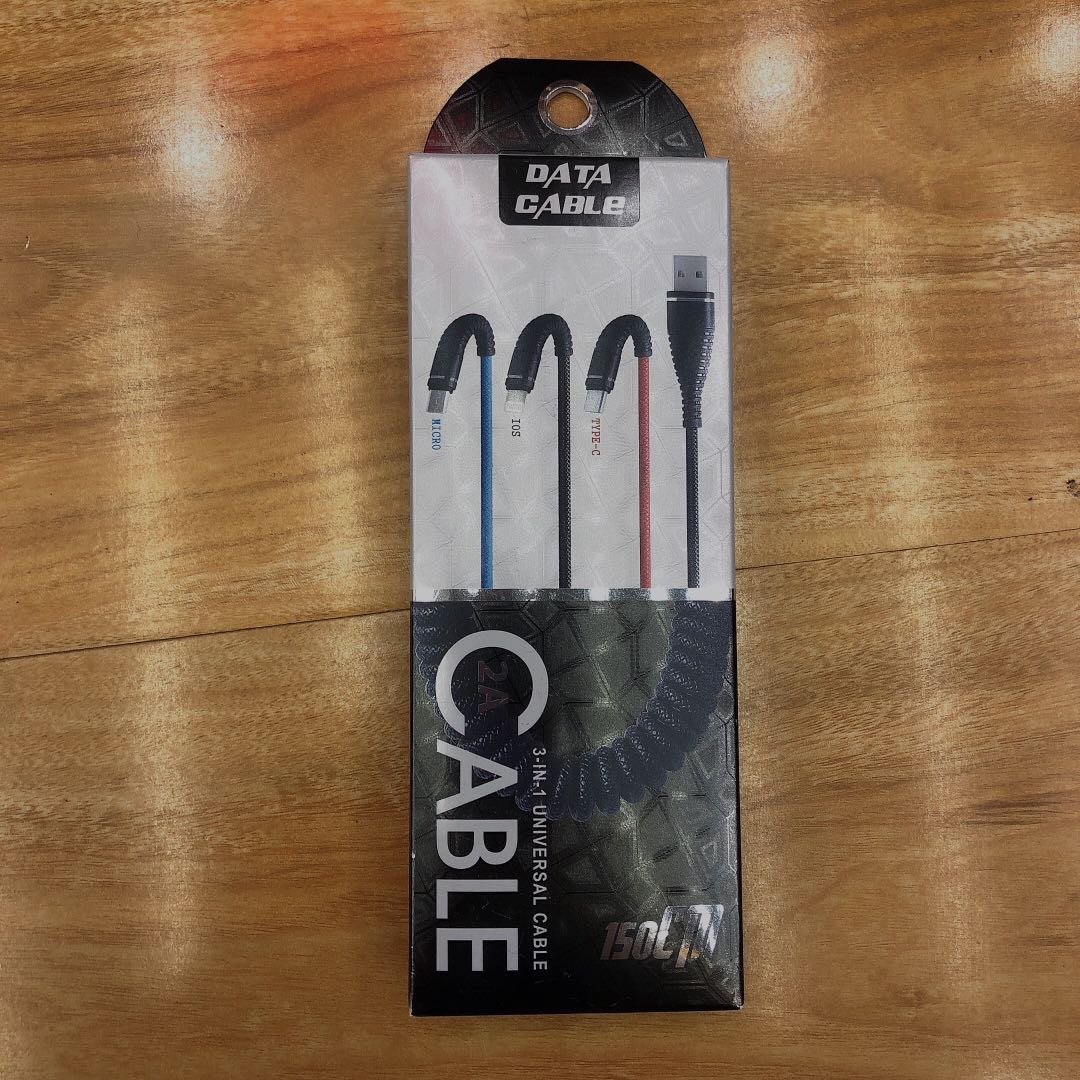 DATA
CABLE
MICRO
IOS
TYPE-C
2A
CABLE
3-IN-1 UNIVERSAL CABLE
150cm